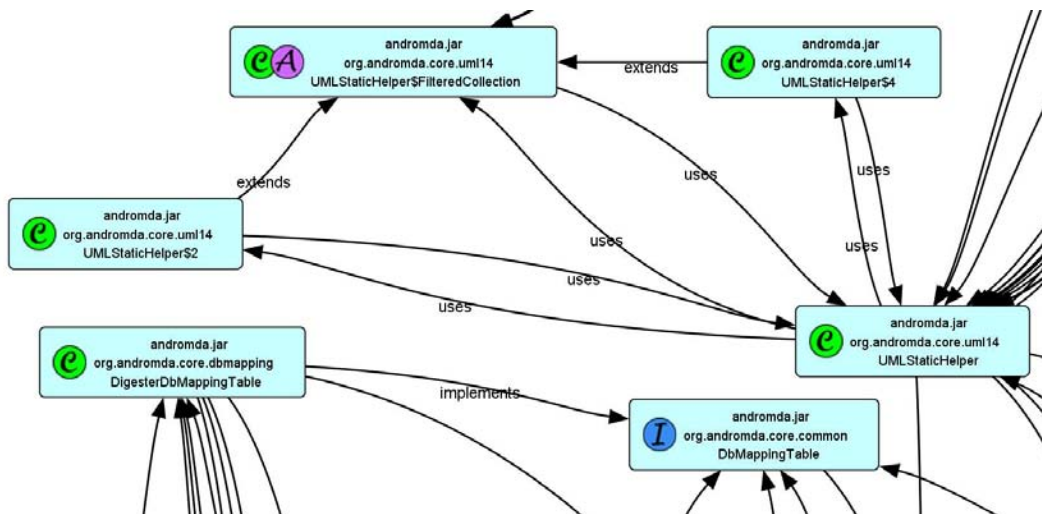 andromda.jar
org.andromda.core.uml14
UMLStaticHelper$FilteredCollection
C
A
extends
andromda.jar
org.andromda.core.uml14
UMLStaticHelper$4
C
uses
uses
extends
uses
andromda.jar
org.andromda.core.uml14
UMLStaticHelper$2
C
uses
uses
uses
andromda.jar
org.andromda.core.uml14
UMLStaticHelper
C
andromda.jar
org.andromda.core.dbmapping
DigesterDbMappingTable
C
implements
andromda.jar
org.andromda.core.common
DbMappingTable
I